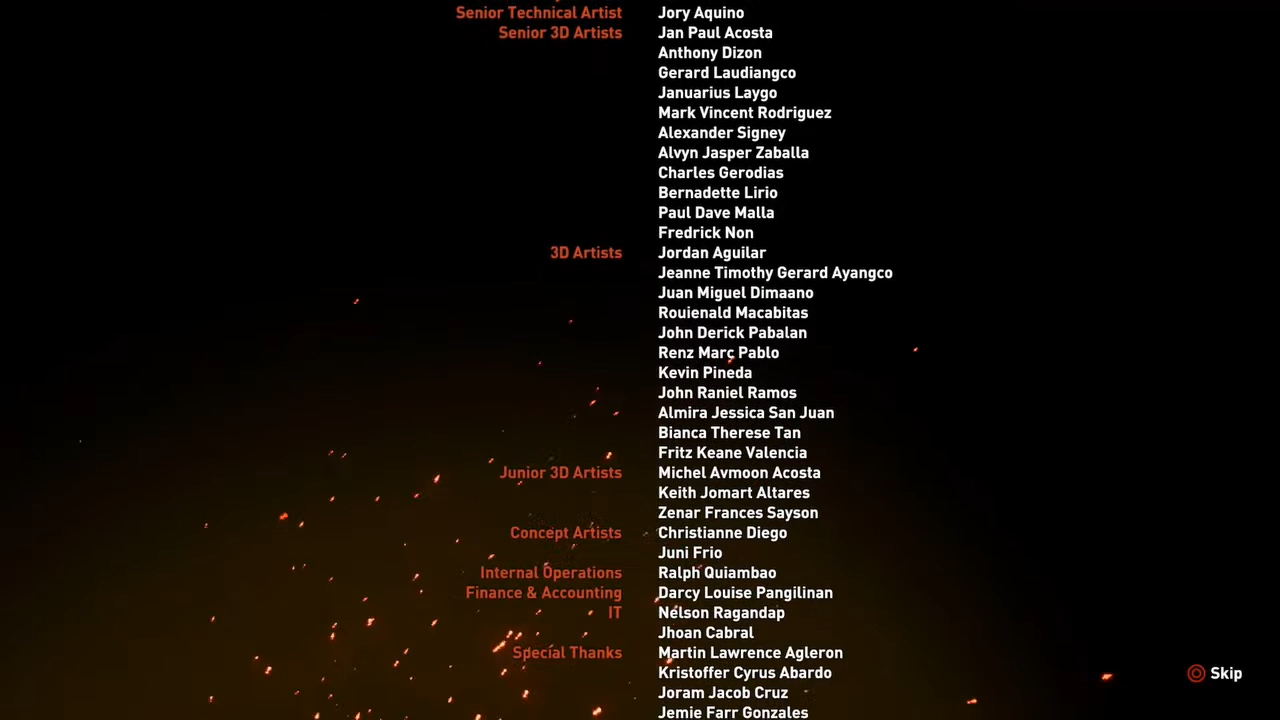 Senior Technical Artist Jory Aquino
Senior 3D Artists Jan Paul Acosta
Anthony Dizon
Gerard Laudiangco
Januarius Laygo
Mark Vincent Rodriguez
Alexander Signey
Alvyn Jasper Zaballa
Charles Gerodias
Bernadette Lirio
Paul Dave Malla
Fredrick Non
3D Artists Jordan Aguilar
Jeanne Timothy Gerard Ayangco
Juan Miguel Dimaano
Rouienald Macabitas
John Derick Pabalan
Renz Marc Pablo
Kevin Pineda
John Raniel Ramos
Almira Jessica San Juan
Bianca Therese Tan
Fritz Keane Valencia
Junior 3D Artists Michel Avmoon Acosta
Keith Jomart Altares
Zenar Frances Sayson
Concept Artists Christianne Diego
Juni Frio
Internal Operations Ralph Quiambao
Finance & Accounting Darcy Louise Pangilinan
IT Nelson Ragandap
Jhoan Cabral
Special Thanks Martin Lawrence Agleron
Kristoffer Cyrus Abardo
Skip
Joram Jacob Cruz
Jemie Farr Gonzales